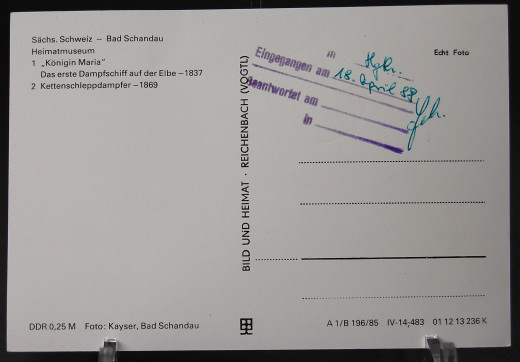 Sächs. Schweiz – Bad Schandau
Heimatmuseum
1 „Königin Maria"
Das erste Dampfschiff auf der Elbe – 1837
2 Kettenschleppdampfer – 1869
DDR 0,25 M Foto: Kayser, Bad Schandau
BILD UND HEIMAT · REICHENBACH (VOGTL)
Echt Foto
Eingegangen am 18. April 88
Beantwortet am
in
A 1/B 196/85 IV-14-483 01 12 13 236 K